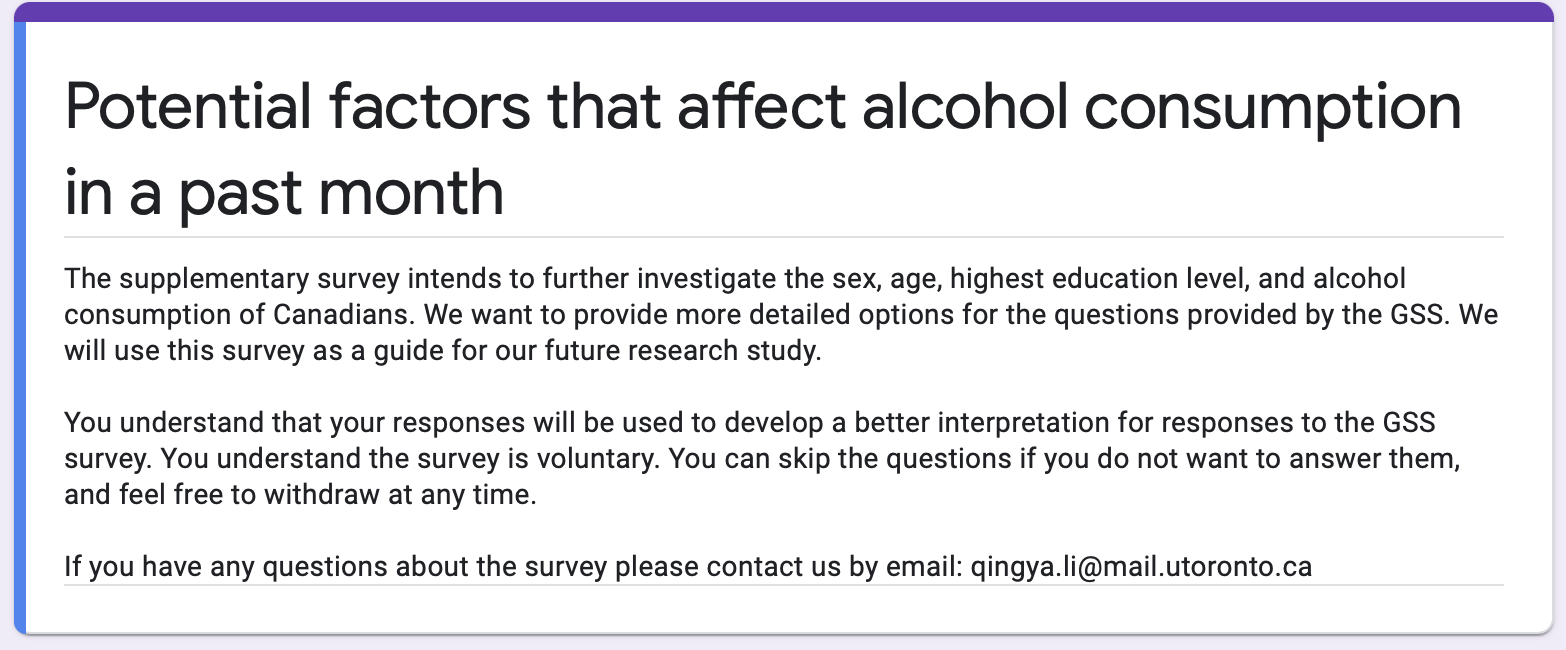 Potential factors that affect alcohol consumption
in a past month
The supplementary survey intends to further investigate the sex, age, highest education level, and alcohol
consumption of Canadians. We want to provide more detailed options for the questions provided by the GSS. We
will use this survey as a guide for our future research study.
You understand that your responses will be used to develop a better interpretation for responses to the GSS
survey. You understand the survey is voluntary. You can skip the questions if you do not want to answer them,
and feel free to withdraw at any time.
If you have any questions about the survey please contact us by email: qingya.li@mail.utoronto.ca